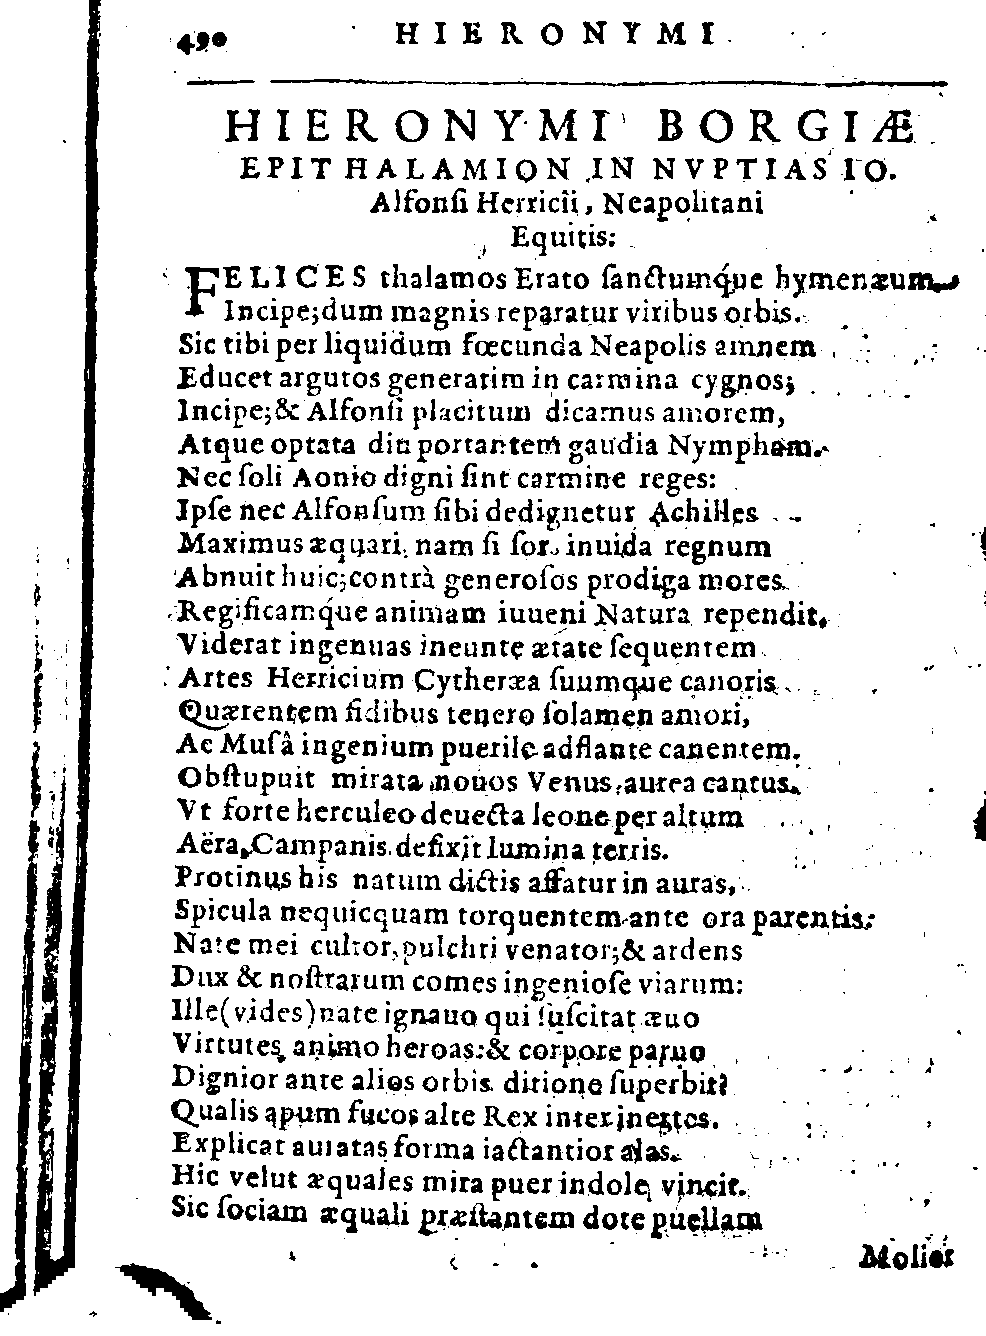 490 HIERONYMI
HIERONYMI BORGIÆ
EPITHALAMION IN NVPTIAS IO.
Alfonſi Herricii, Neapolitani
Equitis:
FELICES thalamos Erato ſanctumq́ue hymenæum
Incipe; dum magnis reparatur viribus orbis.
Sic tibi per liquidum fœcunda Neapolis amnem
Educet argutos generatim in carmina cygnos;
Incipe; & Alfonſi placitum dicamus amorem,
Atque optata diu portantem gaudia Nympham.
Nec ſoli Aonio digni ſint carmine reges:
Ipſe nec Alfonſum ſibi dedignetur Achilles
Maximus æquari, nam ſi ſors inuida regnum
Abnuit huic; contrà generoſos prodiga mores
Regificamq́ue animam iuueni Natura rependit.
Viderat ingenuas ineunte ætate ſequentem
Artes Herricium Cytheræa ſuumque canoris
Quærentem fidibus tenero ſolamen amori,
Ac Muſâ ingenium puerile adflante canentem.
Obſtupuit mirata nouos Venus aurea cantus.
Vt forte herculeo deuecta leone per altum
Aëra, Campanis defixit lumina terris.
Protinus his natum dictis affatur in auras,
Spicula nequicquam torquentem ante ora parentis:
Nate mei cultor, pulchri venator; & ardens
Dux & noſtrarum comes ingenioſe viarum:
Ille (vides) nate ignauo qui ſuſcitat æuo
Virtutes animo heroas: & corpore paruo
Dignior ante alios orbis ditione ſuperbit?
Qualis apum fucos alte Rex inter inertes.
Explicat auratas forma iactantior alas.
Hic velut æquales mira puer indole vincit.
Sic ſociam æquali præſtantem dote puellam
Molior